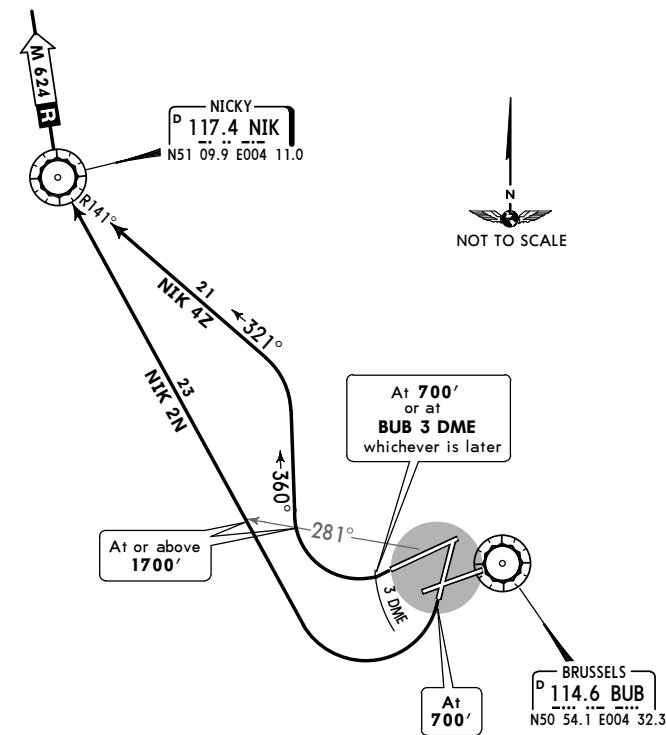 M 624 R
NICKY
D 117.4 NIK
N51 09.9 E004 11.0
N
NOT TO SCALE
R141°
21
NIK 4Z
321°
23
NIK 2N
At 700'
or at
BUB 3 DME
whichever is later
360°
281°
At or above
1700'
3 DME
At
700'
BRUSSELS
D 114.6 BUB
N50 54.1 E004 32.3